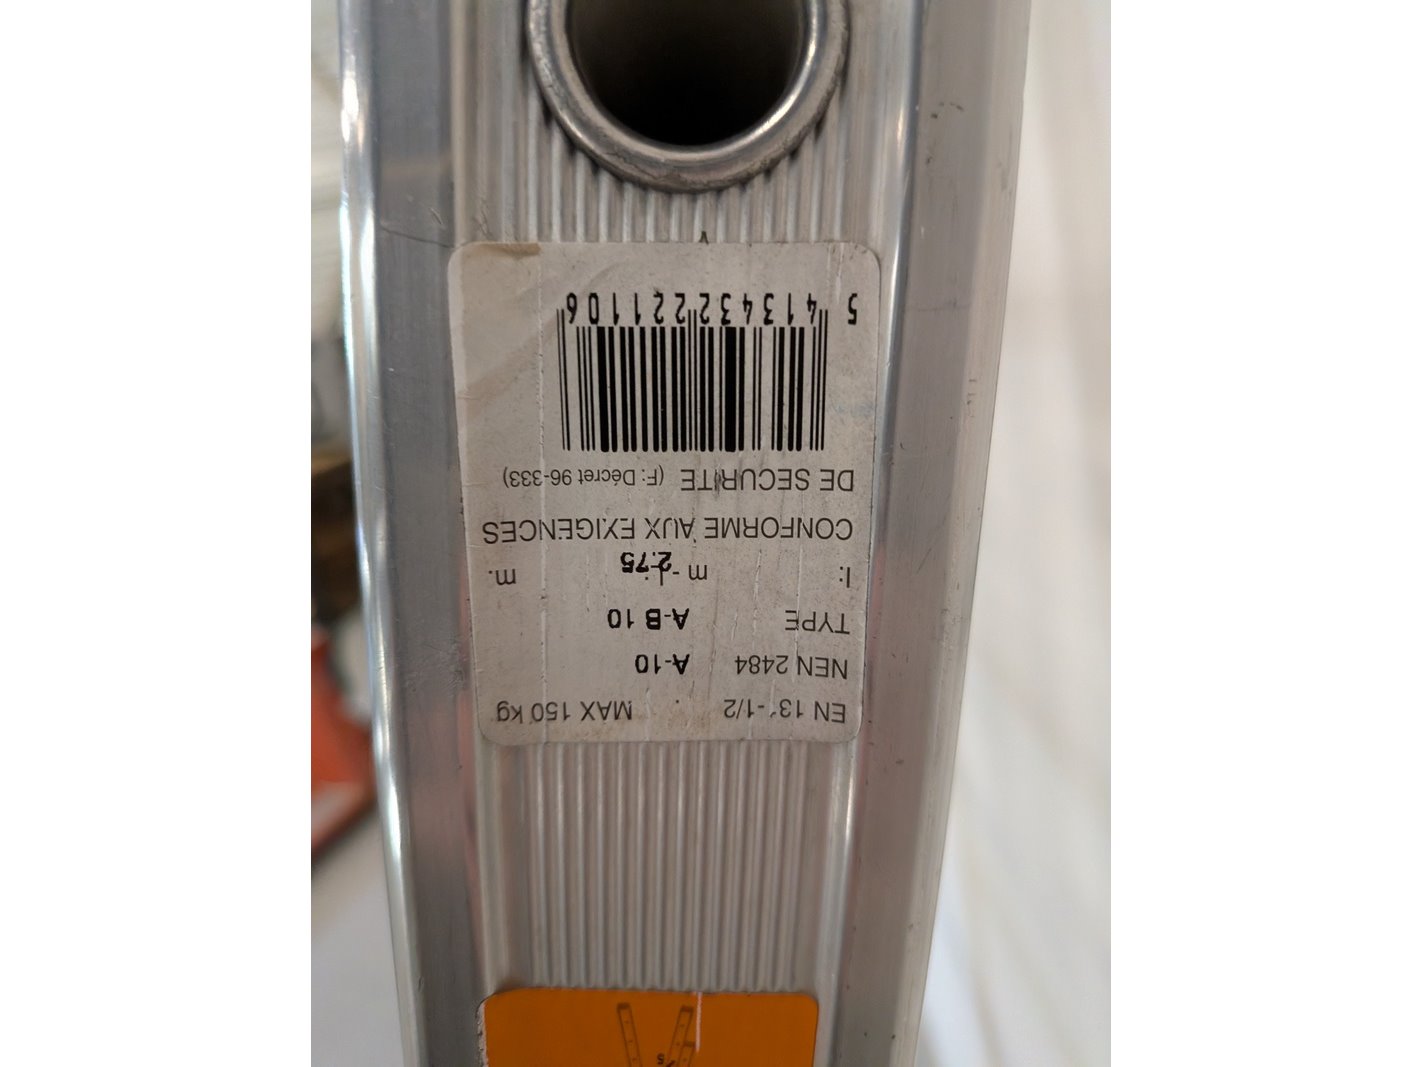 EN 131-1/2 MAX 150 kg
NEN 2484 A-10
TYPE A-B 10
l: m - 2.75 m.
CONFORME AUX EXIGENCES
DE SECURITE (F: Décret 96-333)
5 413432 221106